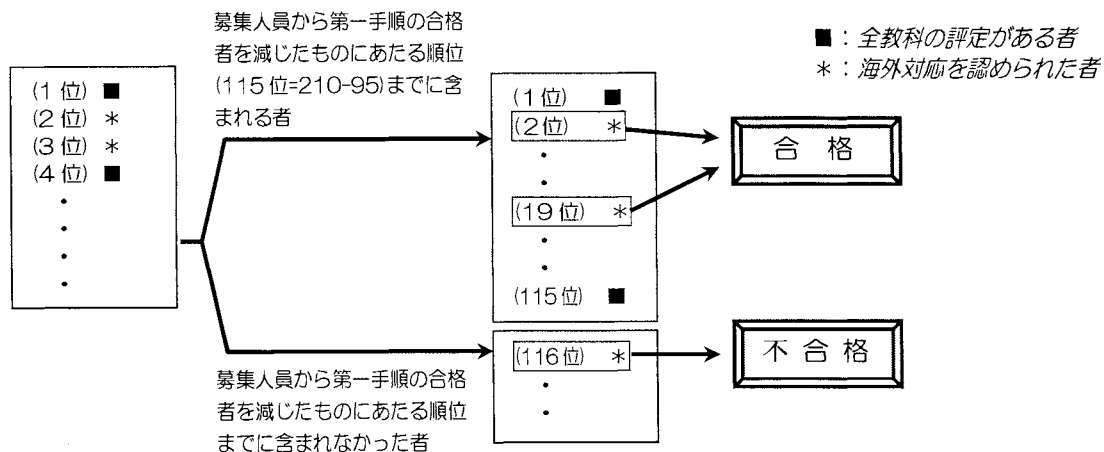 募集人員から第一手順の合格
者を減じたものにあたる順位
(115位=210-95)までに含
まれる者
■：全教科の評定がある者
＊：海外対応を認められた者
(1位) ■
(2位) ＊
(3位) ＊
(4位) ■
・
・
・
・
(1位) ■
(2位) ＊
・
・
(19位) ＊
・
・
(115位) ■
合格
(116位) ＊
・
・
不合格
募集人員から第一手順の合格
者を減じたものにあたる順位
までに含まれなかった者